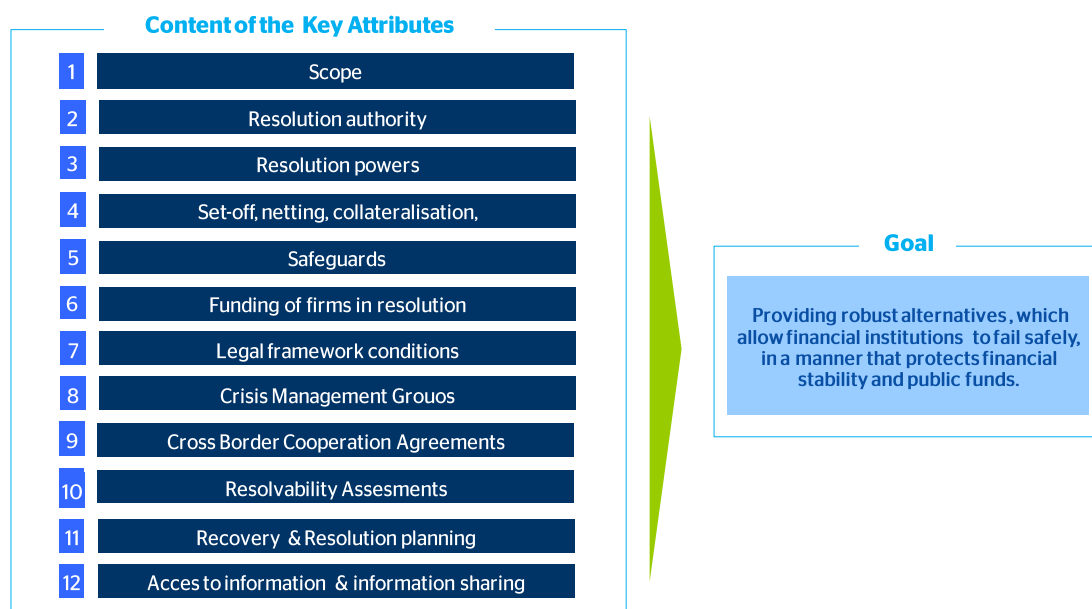 Content of the Key Attributes
1 Scope
2 Resolution authority
3 Resolution powers
4 Set-off, netting, collateralisation,
5 Safeguards
6 Funding of firms in resolution
7 Legal framework conditions
8 Crisis Management Grouos
9 Cross Border Cooperation Agreements
10 Resolvability Assesments
11 Recovery & Resolution planning
12 Acces to information & information sharing
Goal
Providing robust alternatives, which
allow financial institutions to fail safely,
in a manner that protects financial
stability and public funds.